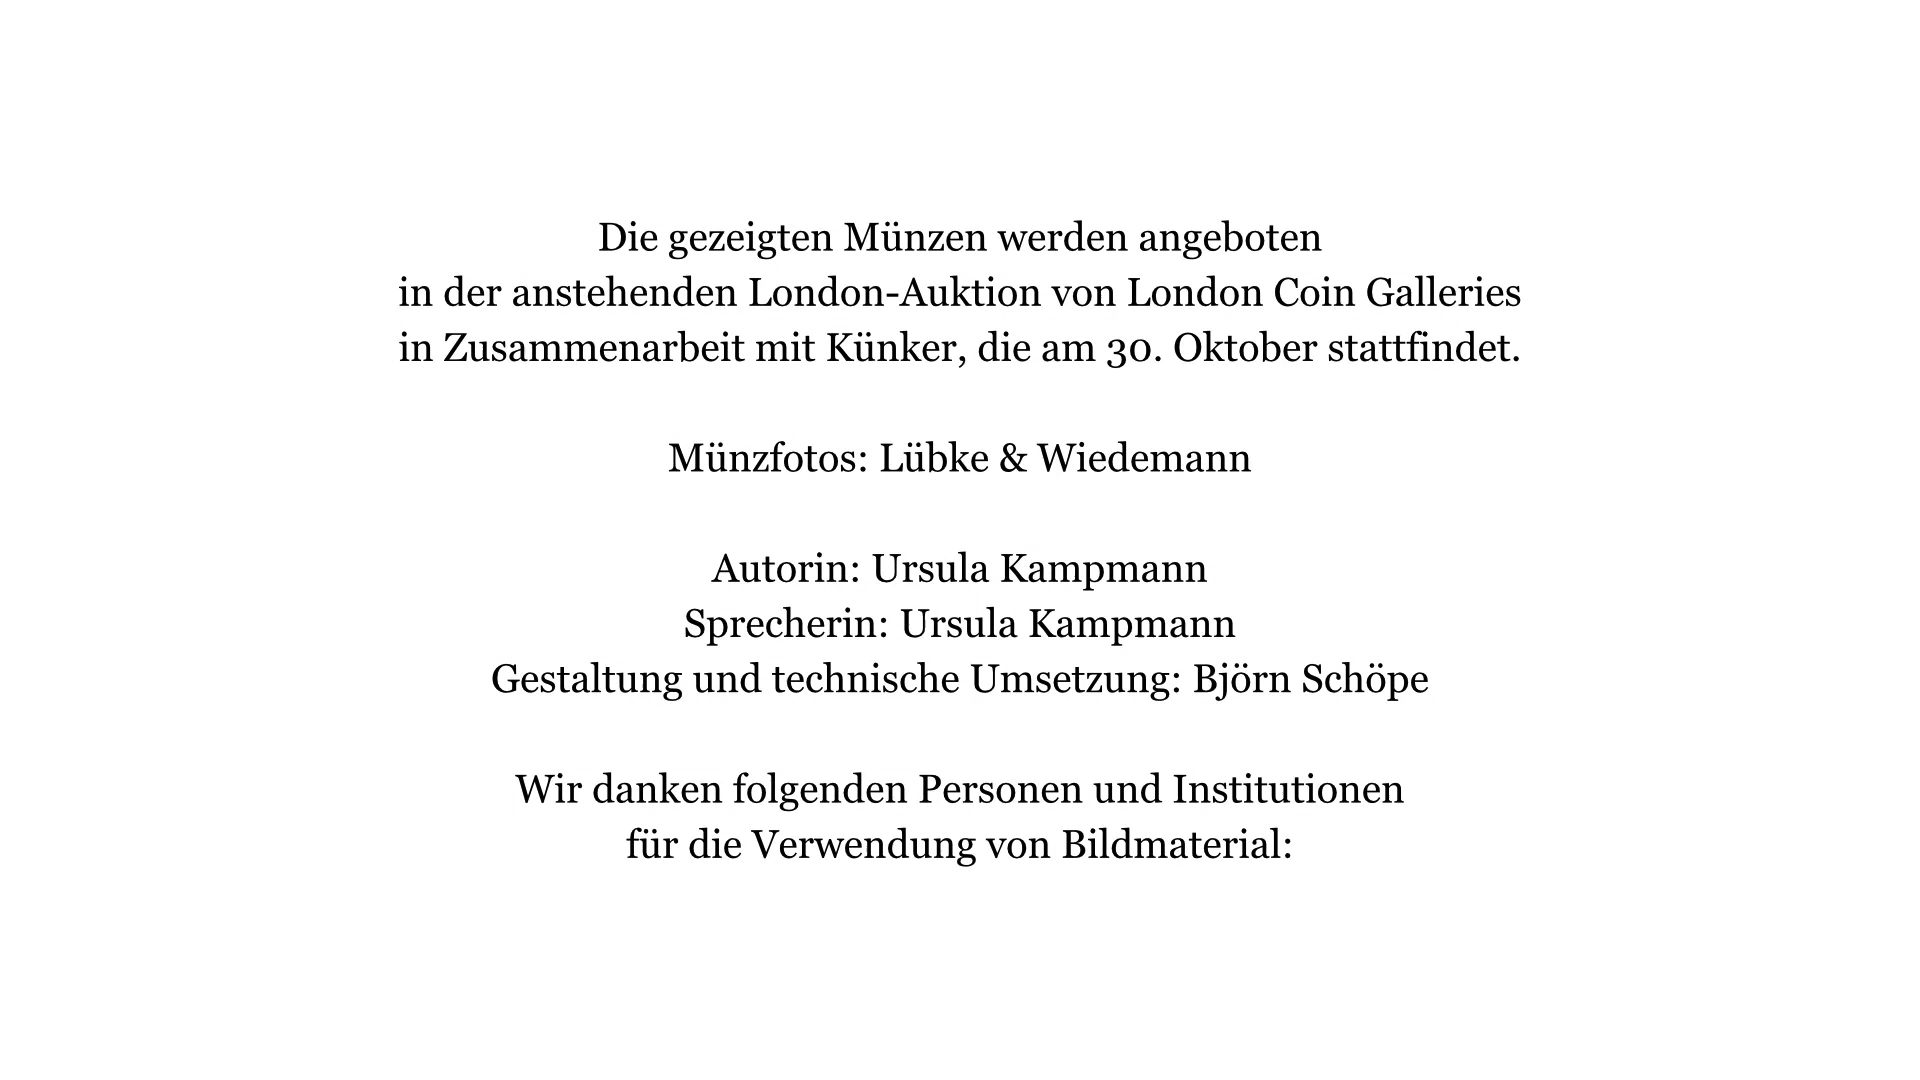 Die gezeigten Münzen werden angeboten
in der anstehenden London-Auktion von London Coin Galleries
in Zusammenarbeit mit Künker, die am 30. Oktober stattfindet.
Münzfotos: Lübke & Wiedemann
Autorin: Ursula Kampmann
Sprecherin: Ursula Kampmann
Gestaltung und technische Umsetzung: Björn Schöpe
Wir danken folgenden Personen und Institutionen
für die Verwendung von Bildmaterial: